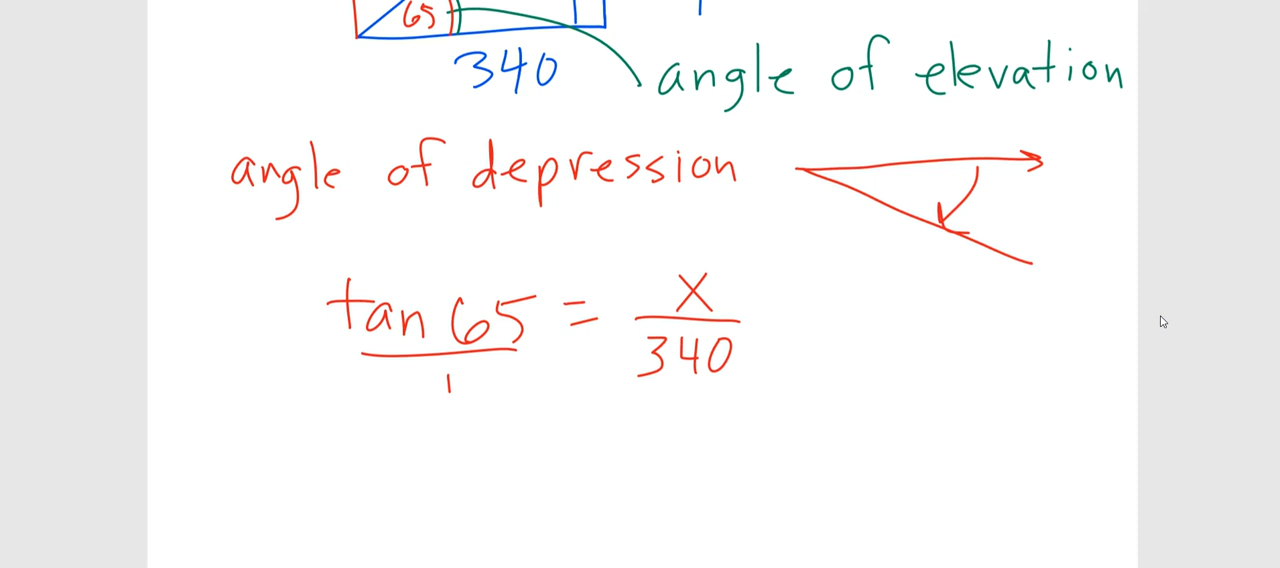 65
340 angle of elevation
angle of depression
tan 65 = x
1
340